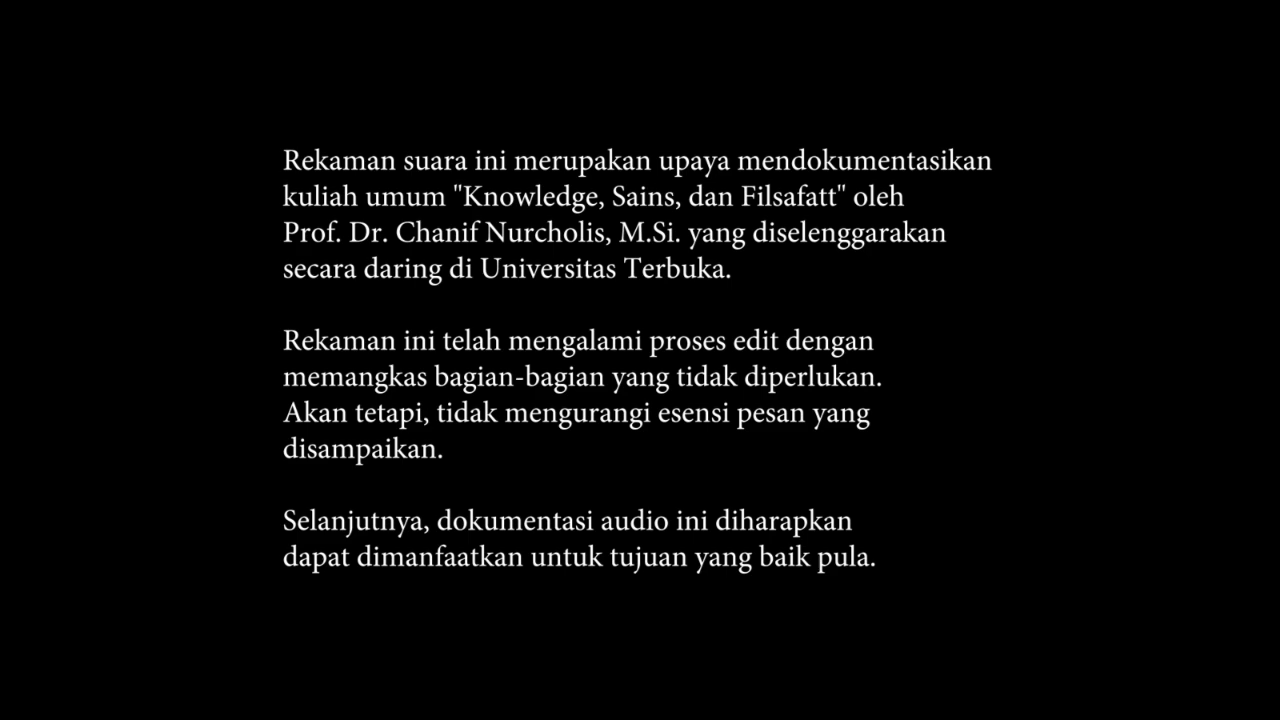 Rekaman suara ini merupakan upaya mendokumentasikan
kuliah umum "Knowledge, Sains, dan Filsafatt" oleh
Prof. Dr. Chanif Nurcholis, M.Si. yang diselenggarakan
secara daring di Universitas Terbuka.
Rekaman ini telah mengalami proses edit dengan
memangkas bagian-bagian yang tidak diperlukan.
Akan tetapi, tidak mengurangi esensi pesan yang
disampaikan.
Selanjutnya, dokumentasi audio ini diharapkan
dapat dimanfaatkan untuk tujuan yang baik pula.